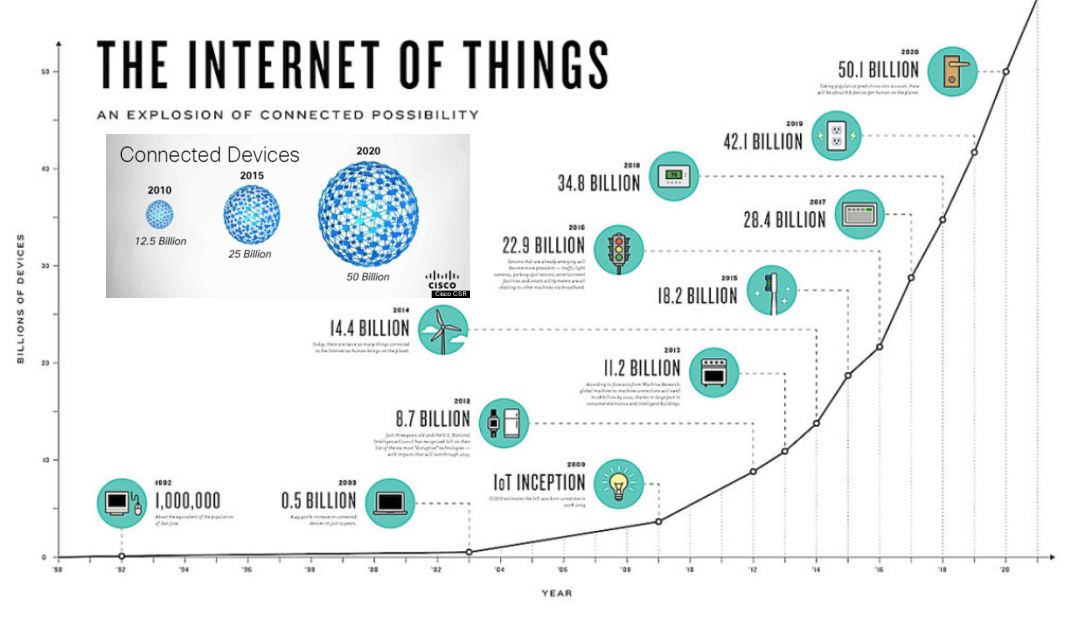 THE INTERNET OF THINGS
AN EXPLOSION OF CONNECTED POSSIBILITY
Connected Devices
2010
12.5 Billion
2015
25 Billion
2020
50 Billion
CISCO
Cisco CSR
BILLIONS OF DEVICES
50
40
30
20
10
0
1992
1,000,000
About the equivalent of the population
of San Jose.
2003
0.5 BILLION
increase in connected
devices in just 11 years.
2009
IoT INCEPTION
CISCO estimates the IoT was born sometime in
2012
8.7 BILLION
Just three years old and the U.S. National
Intelligence Council has recognized IoT as
list of the six most "disruptive" technologies —
with impacts that will last through 2025.
2013
11.2 BILLION
According to forecasts from Machina Research,
global machine to machine connections will swell
to 18 billion by 2022, thanks in large part to
consumer electronics and intelligent buildings.
2014
14.4 BILLION
Today, there are twice as many things connected
to the Internet as human beings on the planet.
2015
18.2 BILLION
2016
22.9 BILLION
Sensors that are already emerging will
become more prevalent — traffic light
cameras, parking spot sensors, entertainment
facilities and smart utility meters are all
chatting to other machines via broadband.
2017
28.4 BILLION
2018
34.8 BILLION
2019
42.1 BILLION
2020
50.1 BILLION
Taking population predictions into account, there
will be about 6.6 devices per human on the planet.
'90
'92
'94
'96
'98
'00
'02
'04
'06
'08
'10
'12
'14
'16
'18
'20
YEAR